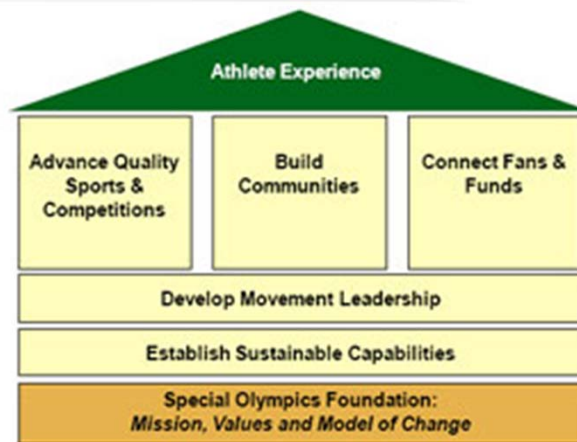 Athlete Experience
Advance Quality
Sports &
Competitions
Build
Communities
Connect Fans &
Funds
Develop Movement Leadership
Establish Sustainable Capabilities
Special Olympics Foundation:
Mission, Values and Model of Change